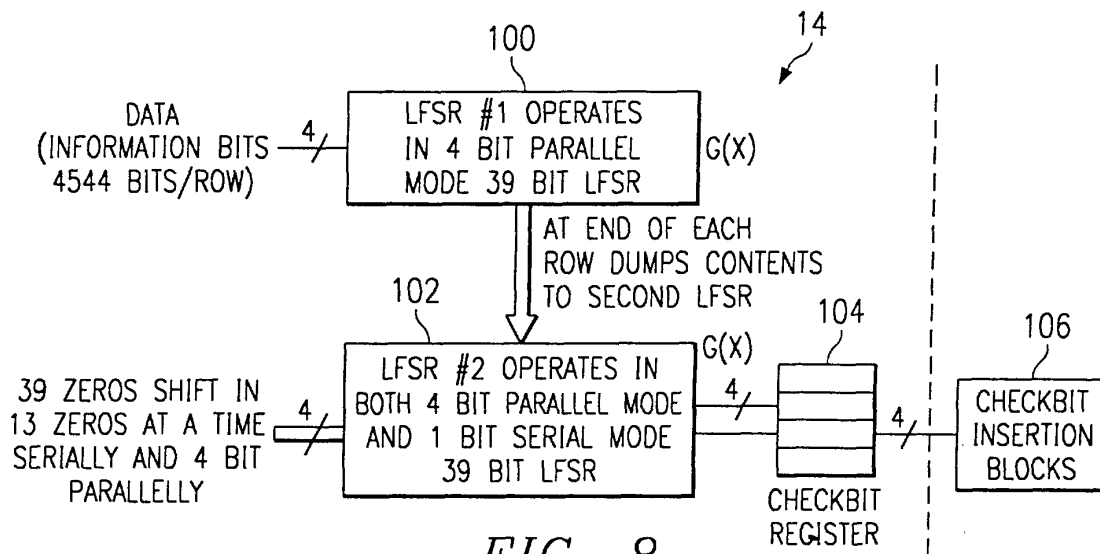 100
14
DATA
(INFORMATION BITS
4544 BITS/ROW)
4
LFSR #1 OPERATES
IN 4 BIT PARALLEL
MODE 39 BIT LFSR
G(X)
AT END OF EACH
ROW DUMPS CONTENTS
TO SECOND LFSR
102
39 ZEROS SHIFT IN
13 ZEROS AT A TIME
SERIALLY AND 4 BIT
PARALLELLY
4
LFSR #2 OPERATES IN
BOTH 4 BIT PARALLEL MODE
AND 1 BIT SERIAL MODE
39 BIT LFSR
G(X)
4
104
CHECKBIT
REGISTER
4
106
CHECKBIT
INSERTION
BLOCKS